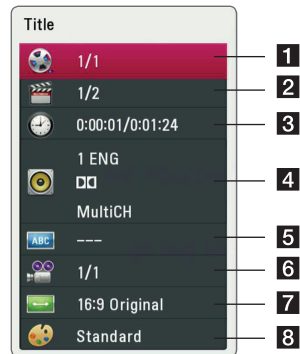 Title
1/1 1
1/2 2
0:00:01/0:01:24 3
1 ENG
DD 4
MultiCH
ABC --- 5
1/1 6
16:9 Original 7
Standard 8